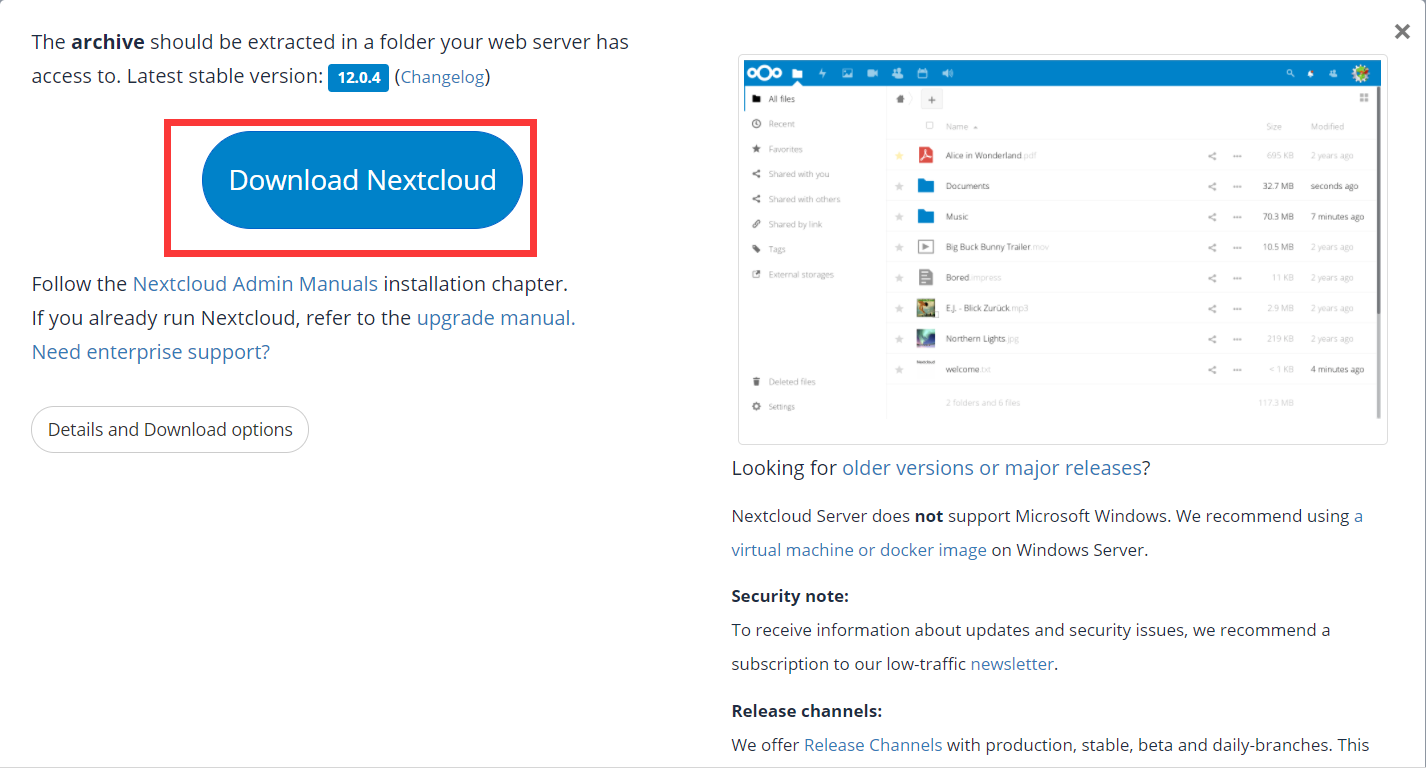 The archive should be extracted in a folder your web server has
access to. Latest stable version: 12.0.4 (Changelog)
Download Nextcloud
Follow the Nextcloud Admin Manuals installation chapter.
If you already run Nextcloud, refer to the upgrade manual.
Need enterprise support?
Details and Download options
All files
Recent
Favorites
Shared with you
Shared with others
Shared by link
Tags
External storages
Deleted files
Settings
Name Size Modified
Alice in Wonderland.pdf 695 KB 2 years ago
Documents 32.7 MB seconds ago
Music 70.3 MB 7 minutes ago
Big Buck Bunny Trailer.mov 10.5 MB 2 years ago
Bored.impress 11 KB 2 years ago
E.J. - Blick Zurück.mp3 2.9 MB 2 years ago
Northern Lights.jpg 219 KB 2 years ago
Nextcloud
welcome.txt < 1 KB 4 minutes ago
2 folders and 6 files 117.3 MB
Looking for older versions or major releases?
Nextcloud Server does not support Microsoft Windows. We recommend using a
virtual machine or docker image on Windows Server.
Security note:
To receive information about updates and security issues, we recommend a
subscription to our low-traffic newsletter.
Release channels:
We offer Release Channels with production, stable, beta and daily-branches. This